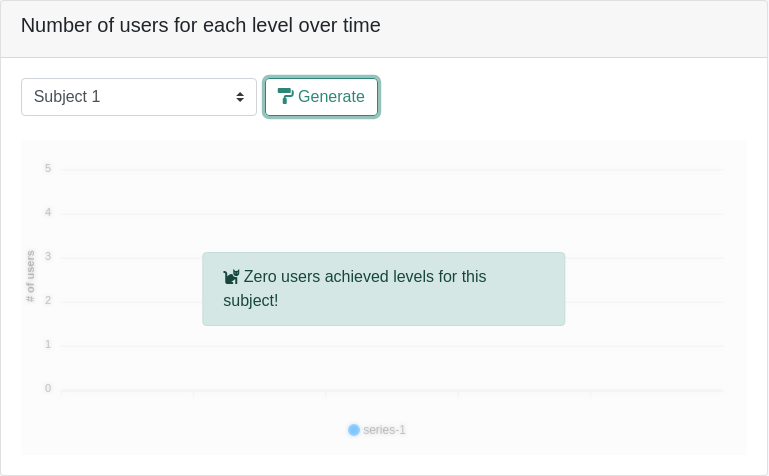 Number of users for each level over time
Subject 1
Generate
5
4
3
2
1
0
# of users
Zero users achieved levels for this
subject!
series-1